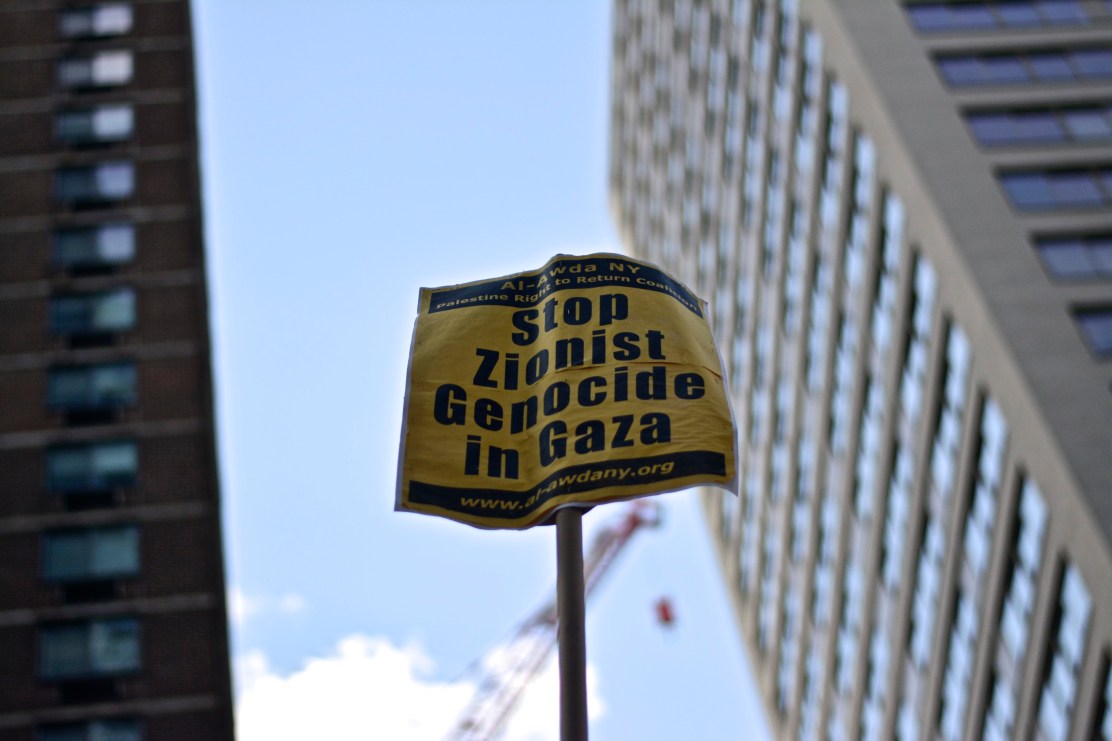 Al-Awda NY
Palestine Right to Return Coalition
Stop
Zionist
Genocide
in Gaza
www.al-awdany.org